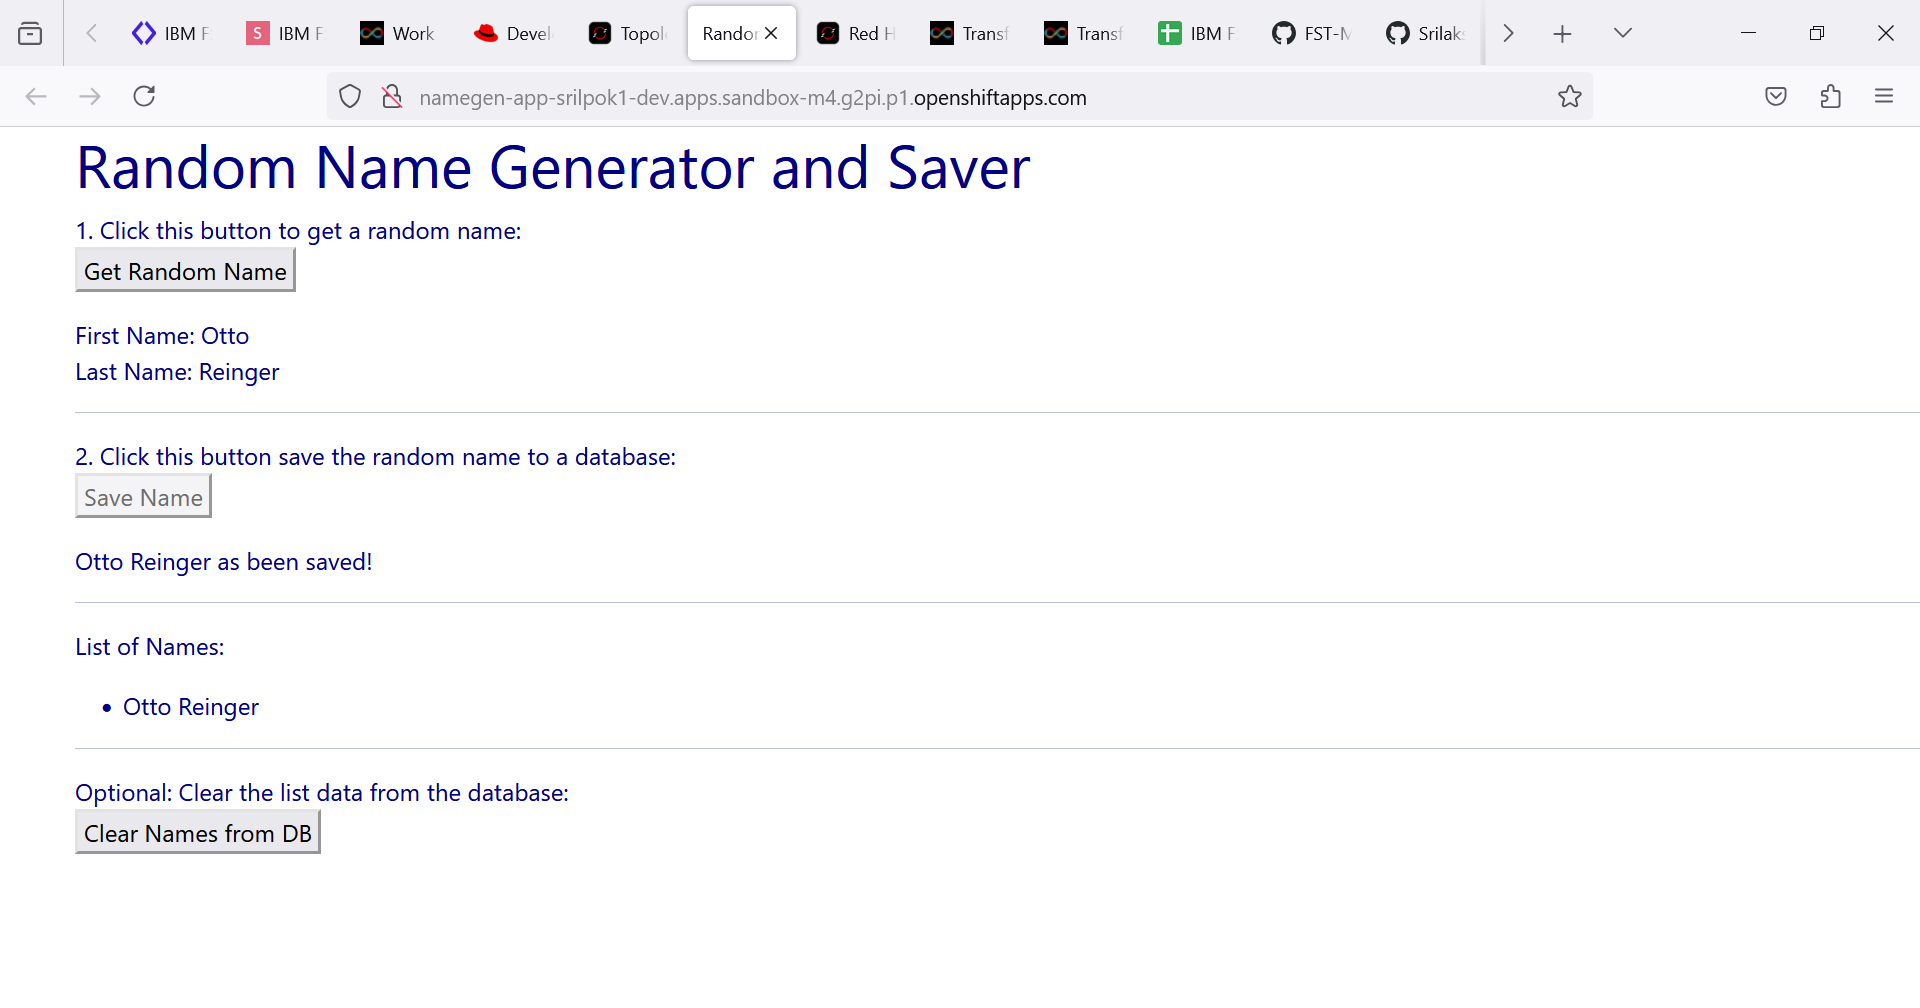 IBM F
S
IBM F
Work
Devel
Topol
Random
Red H
Transf
Transf
IBM F
FST-M
Srilaks
namegen-app-srilpok1-dev.apps.sandbox-m4.g2pi.p1.openshiftapps.com
Random Name Generator and Saver
1. Click this button to get a random name:
Get Random Name
First Name: Otto
Last Name: Reinger
2. Click this button save the random name to a database:
Save Name
Otto Reinger as been saved!
List of Names:
• Otto Reinger
Optional: Clear the list data from the database:
Clear Names from DB